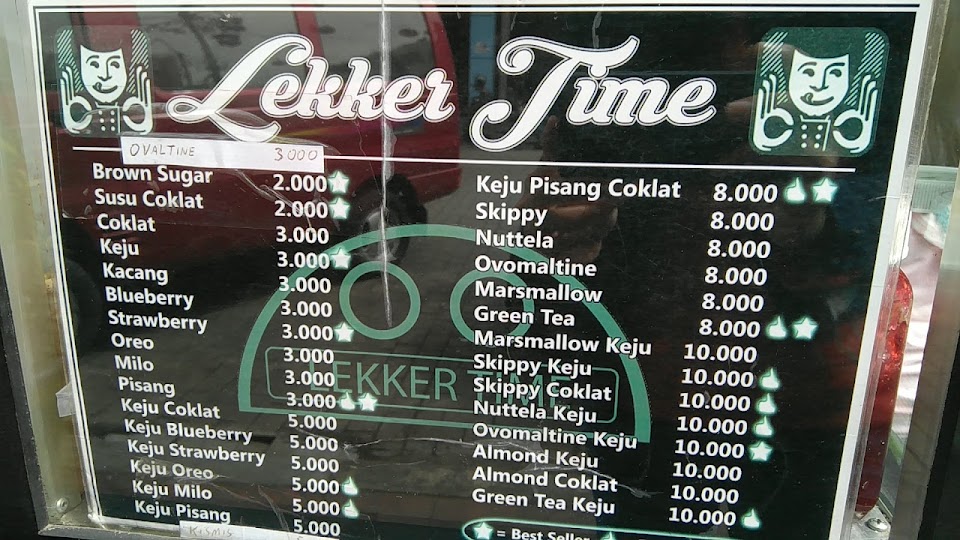 Lekker Time
OVALTINE 3000
Brown Sugar 2.000
Susu Coklat 2.000
Coklat 3.000
Keju 3.000
Kacang 3.000
Blueberry 3.000
Strawberry 3.000
Oreo 3.000
Milo 3.000
Pisang 3.000
Keju Coklat 5.000
Keju Blueberry 5.000
Keju Strawberry 5.000
Keju Oreo 5.000
Keju Milo 5.000
Keju Pisang 5.000
KISMIS
Keju Pisang Coklat 8.000
Skippy 8.000
Nuttela 8.000
Ovomaltine 8.000
Marsmallow 8.000
Green Tea 8.000
Marsmallow Keju 10.000
Skippy Keju 10.000
Skippy Coklat 10.000
Nuttela Keju 10.000
Ovomaltine Keju 10.000
Almond Keju 10.000
Almond Coklat 10.000
Green Tea Keju 10.000
= Best Seller
LEKKER TIME